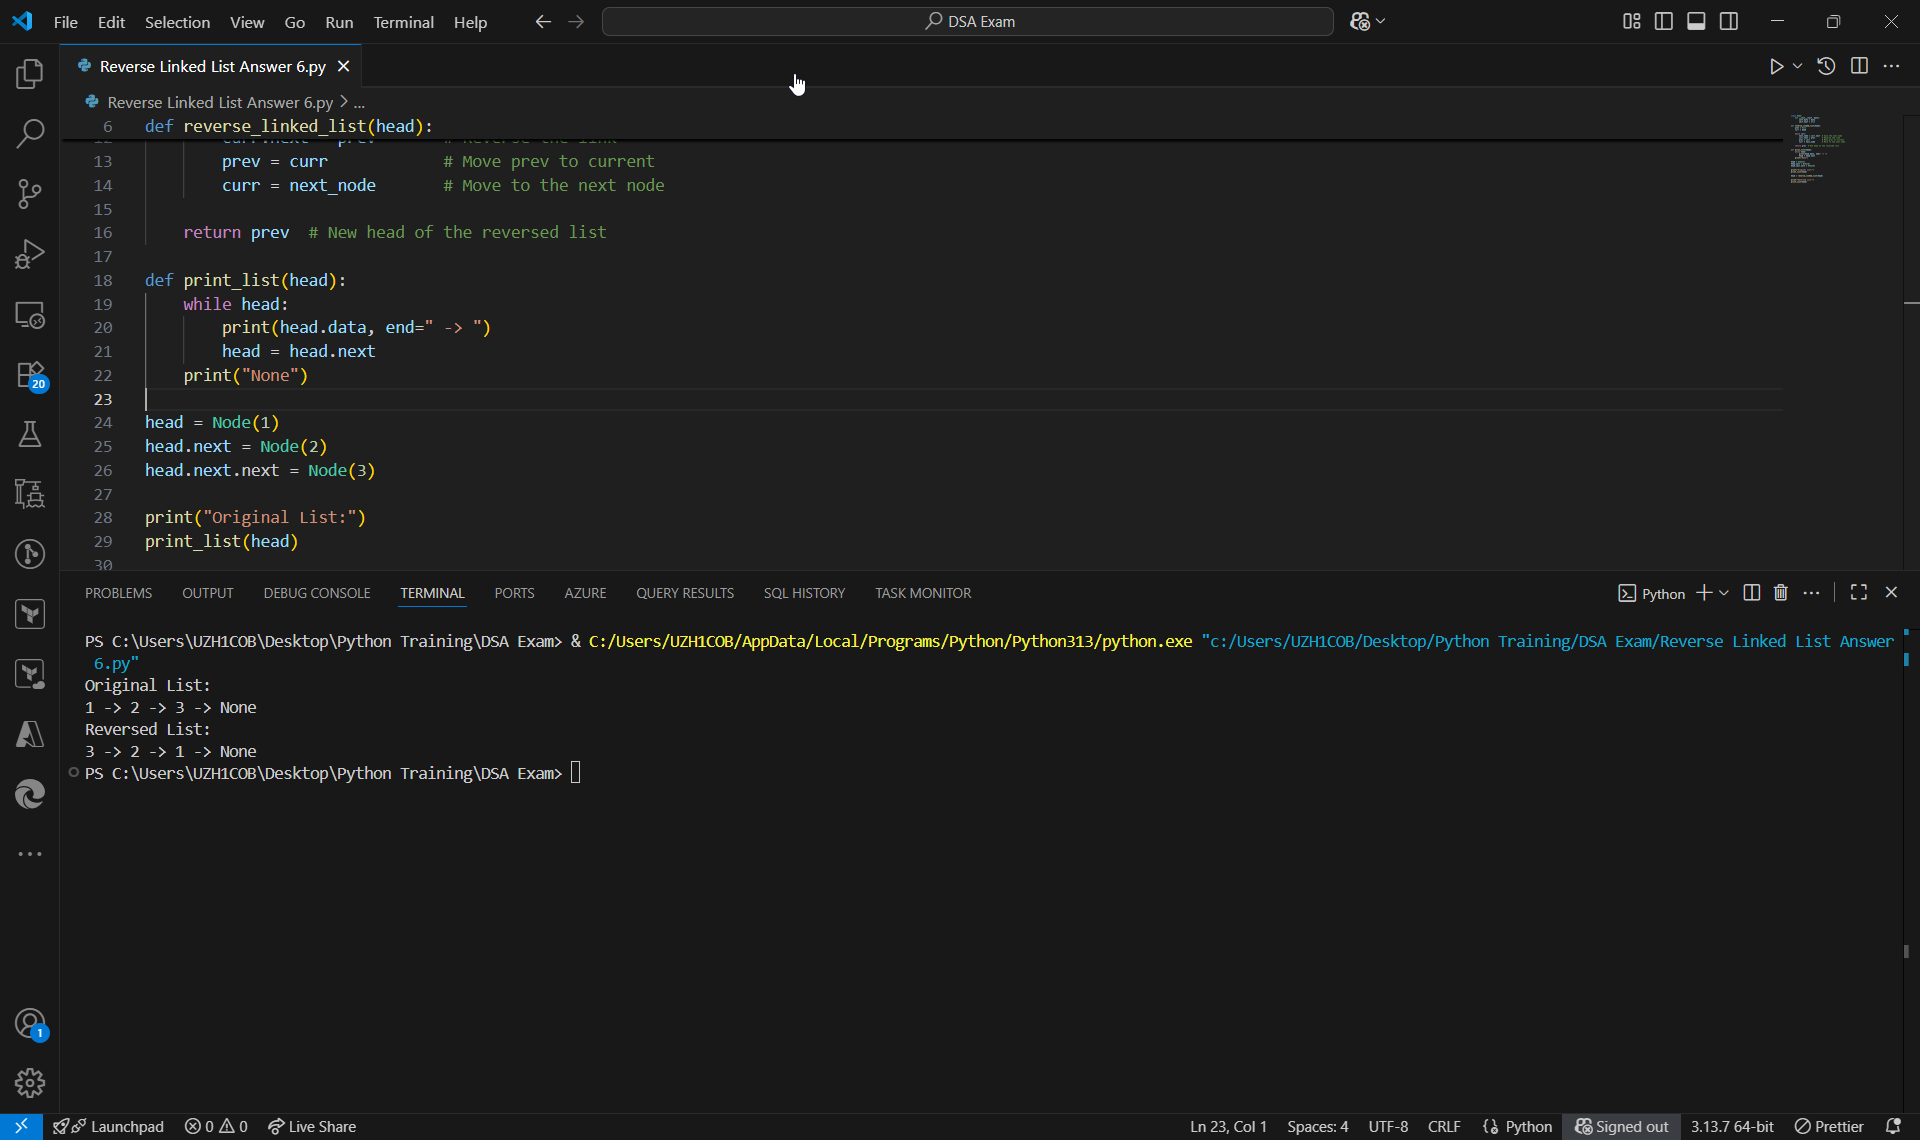 File Edit Selection View Go Run Terminal Help
DSA Exam
Reverse Linked List Answer 6.py
Reverse Linked List Answer 6.py > ...
6 def reverse_linked_list(head):
13 prev = curr # Move prev to current
14 curr = next_node # Move to the next node
15
16 return prev # New head of the reversed list
17
18 def print_list(head):
19 while head:
20 print(head.data, end=" -> ")
21 head = head.next
22 print("None")
23
24 head = Node(1)
25 head.next = Node(2)
26 head.next.next = Node(3)
27
28 print("Original List:")
29 print_list(head)
30
PROBLEMS OUTPUT DEBUG CONSOLE TERMINAL PORTS AZURE QUERY RESULTS SQL HISTORY TASK MONITOR
Python
PS C:\Users\UZH1COB\Desktop\Python Training\DSA Exam> & C:/Users/UZH1COB/AppData/Local/Programs/Python/Python313/python.exe "c:/Users/UZH1COB/Desktop/Python Training/DSA Exam/Reverse Linked List Answer
6.py"
Original List:
1 -> 2 -> 3 -> None
Reversed List:
3 -> 2 -> 1 -> None
PS C:\Users\UZH1COB\Desktop\Python Training\DSA Exam>
20
1
Launchpad 0 0 Live Share Ln 23, Col 1 Spaces: 4 UTF-8 CRLF {} Python Signed out 3.13.7 64-bit Prettier